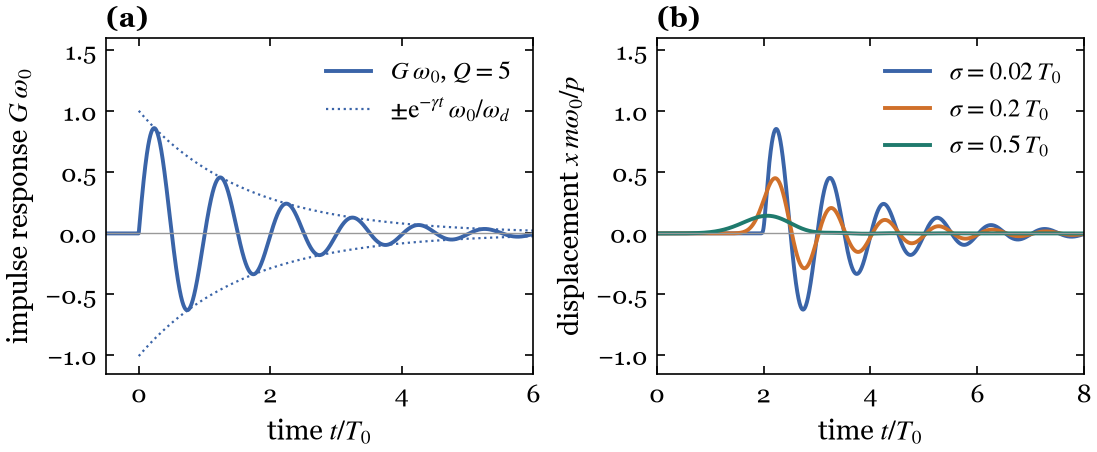 (a)
impulse response G ω₀
1.5
1.0
0.5
0.0
−0.5
−1.0
G ω₀, Q = 5
±e^{−γt} ω₀/ω_d
0 2 4 6
time t/T₀
(b)
displacement x mω₀/p
1.5
1.0
0.5
0.0
−0.5
−1.0
σ = 0.02 T₀
σ = 0.2 T₀
σ = 0.5 T₀
0 2 4 6 8
time t/T₀